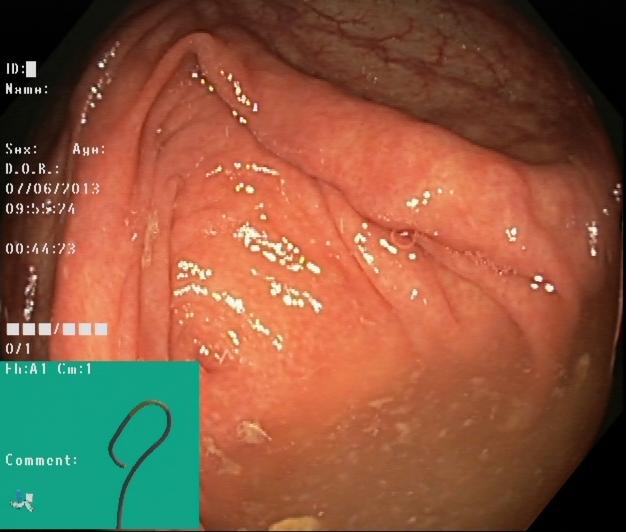 ID:
Name:
Sex: Age:
D.O.B.:
07/06/2013
09:55:24
00:44:23
0/1
Eh:A1 Cm:1
Comment: